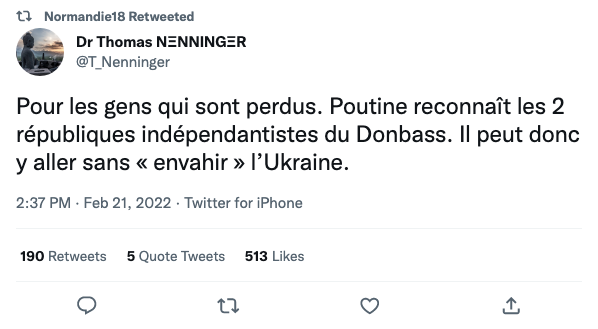 Normandie18 Retweeted
Dr Thomas NΞNNINGΞR
@T_Nenninger
Pour les gens qui sont perdus. Poutine reconnaît les 2
républiques indépendantistes du Donbass. Il peut donc
y aller sans « envahir » l’Ukraine.
2:37 PM · Feb 21, 2022 · Twitter for iPhone
190 Retweets 5 Quote Tweets 513 Likes